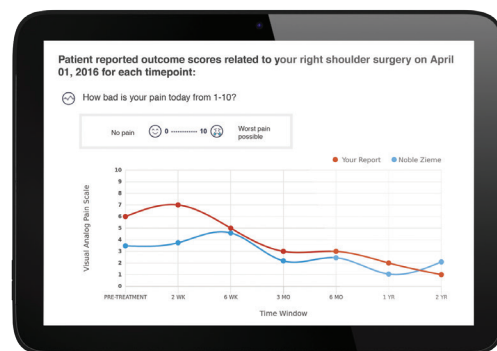 Patient reported outcome scores related to your right shoulder surgery on April
01, 2016 for each timepoint:
How bad is your pain today from 1-10?
No pain 0 ------------ 10 Worst pain
possible
Your Report Noble Zieme
Visual Analog Pain Scale
10
9
8
7
6
5
4
3
2
1
0
PRE-TREATMENT 2 WK 6 WK 3 MO 6 MO 1 YR 2 YR
Time Window